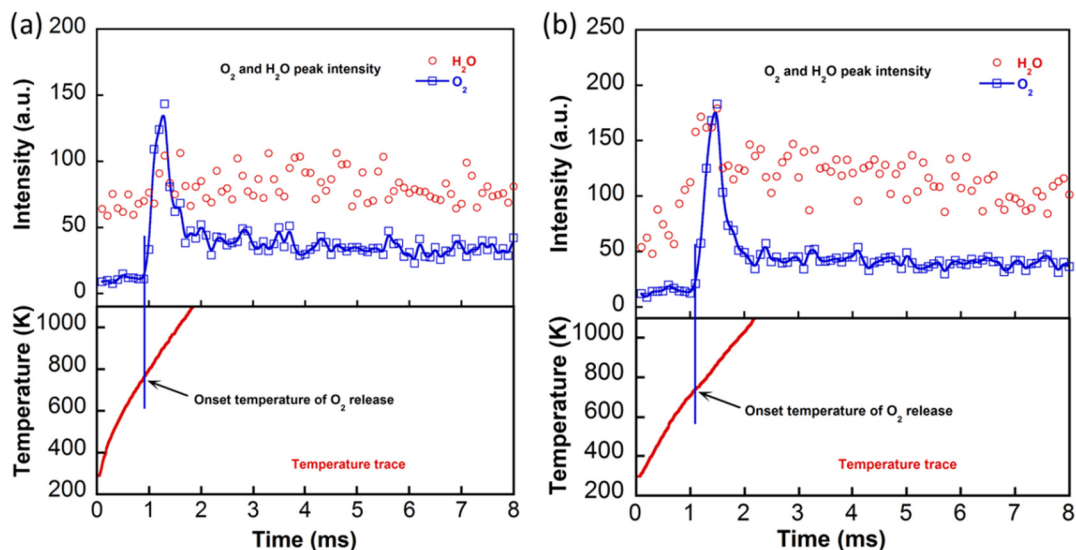 (a)
200
150
100
50
0
Intensity (a.u.)
O2 and H2O peak intensity
H2O
O2
1000
800
600
400
200
Temperature (K)
Onset temperature of O2 release
Temperature trace
0 1 2 3 4 5 6 7 8
Time (ms)
(b)
250
200
150
100
50
0
Intensity (a.u.)
O2 and H2O peak intensity
H2O
O2
1000
800
600
400
200
Temperature (K)
Onset temperature of O2 release
Temperature trace
0 1 2 3 4 5 6 7 8
Time (ms)